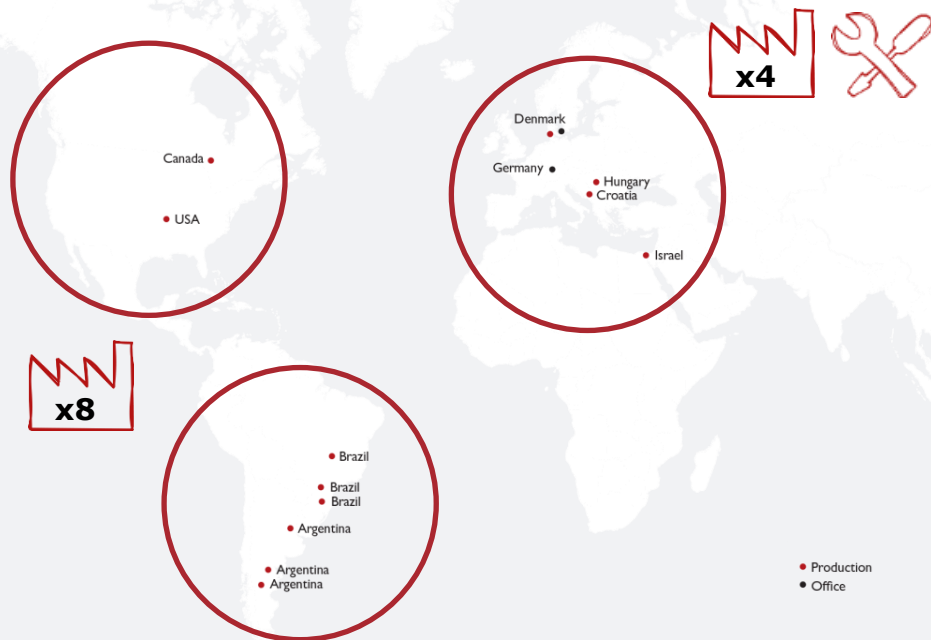 x4
Denmark
Canada
Germany
Hungary
Croatia
USA
Israel
x8
Brazil
Brazil
Brazil
Argentina
Argentina
Argentina
Production
Office